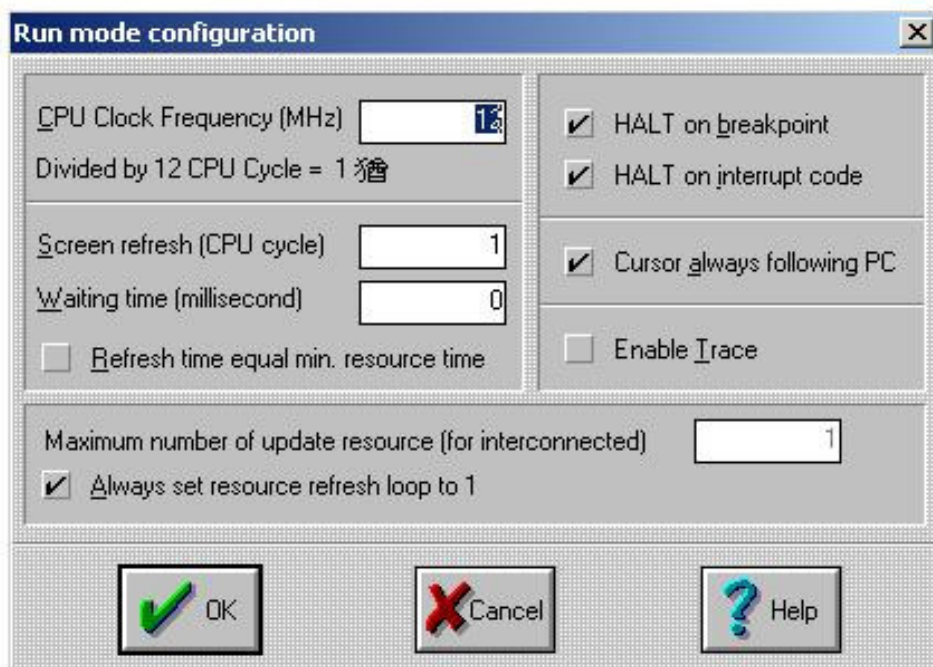 Run mode configuration
CPU Clock Frequency (MHz) 12
Divided by 12 CPU Cycle = 1 猶
Screen refresh (CPU cycle) 1
Waiting time (millisecond) 0
Refresh time equal min. resource time
HALT on breakpoint
HALT on interrupt code
Cursor always following PC
Enable Trace
Maximum number of update resource (for interconnected) 1
Always set resource refresh loop to 1
OK
Cancel
Help